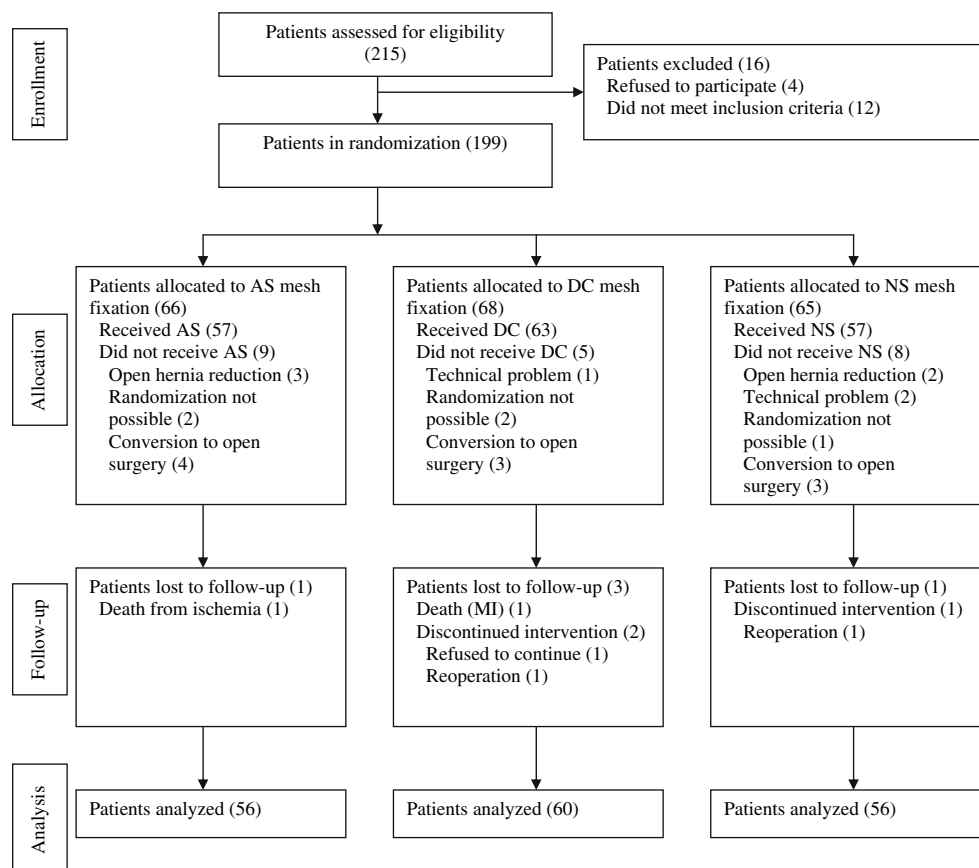 Enrollment
Patients assessed for eligibility
(215)
Patients excluded (16)
Refused to participate (4)
Did not meet inclusion criteria (12)
Patients in randomization (199)
Allocation
Patients allocated to AS mesh
fixation (66)
Received AS (57)
Did not receive AS (9)
Open hernia reduction (3)
Randomization not
possible (2)
Conversion to open
surgery (4)
Patients allocated to DC mesh
fixation (68)
Received DC (63)
Did not receive DC (5)
Technical problem (1)
Randomization not
possible (2)
Conversion to open
surgery (3)
Patients allocated to NS mesh
fixation (65)
Received NS (57)
Did not receive NS (8)
Open hernia reduction (2)
Technical problem (2)
Randomization not
possible (1)
Conversion to open
surgery (3)
Follow-up
Patients lost to follow-up (1)
Death from ischemia (1)
Patients lost to follow-up (3)
Death (MI) (1)
Discontinued intervention (2)
Refused to continue (1)
Reoperation (1)
Patients lost to follow-up (1)
Discontinued intervention (1)
Reoperation (1)
Analysis
Patients analyzed (56)
Patients analyzed (60)
Patients analyzed (56)